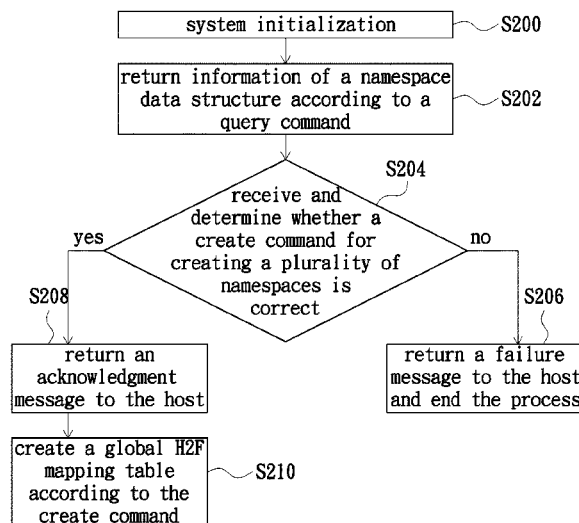 system initialization
S200
return information of a namespace
data structure according to a
query command
S202
S204
receive and
determine whether a
create command for
creating a plurality of
namespaces is
correct
yes
no
S208
return an
acknowledgment
message to the host
S206
return a failure
message to the host
and end the process
create a global H2F
mapping table
according to the
create command
S210